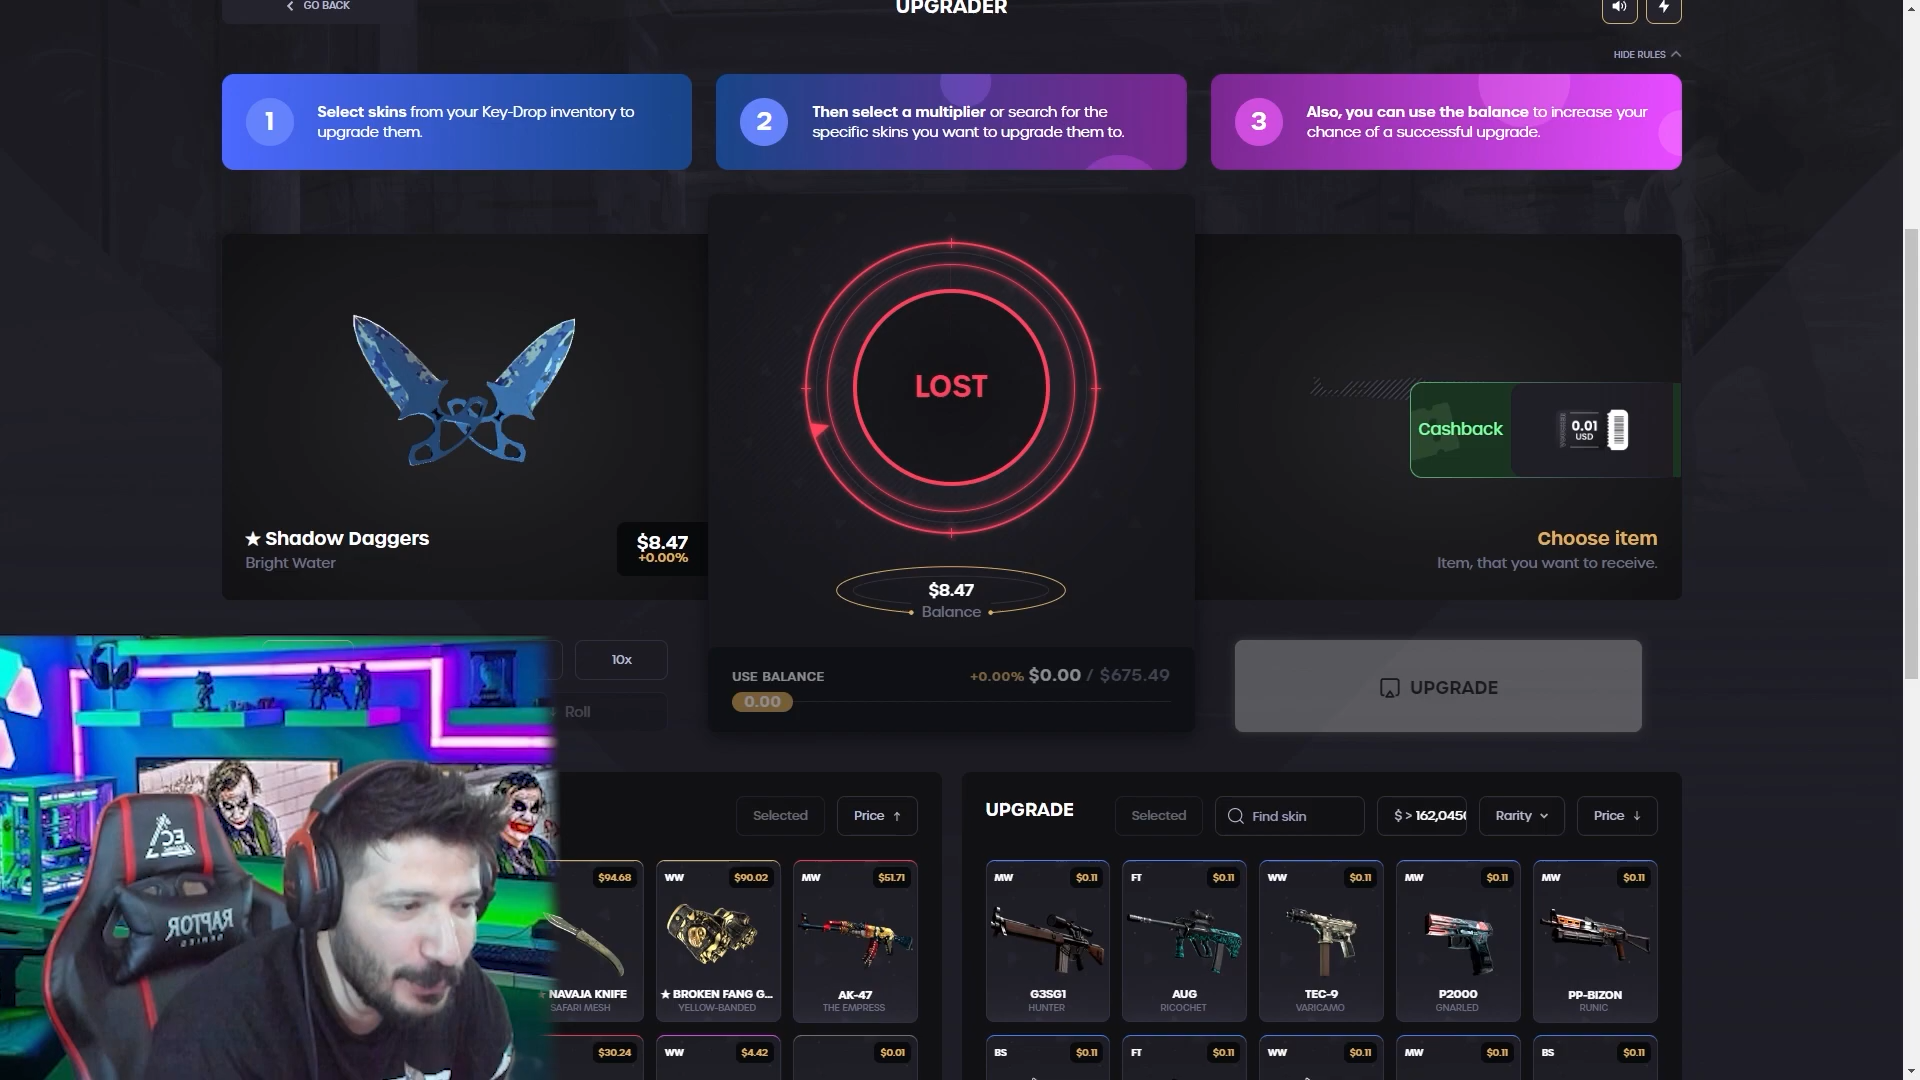 GO BACK
UPGRADER
HIDE RULES
1
Select skins from your Key-Drop inventory to
upgrade them.
2
Then select a multiplier or search for the
specific skins you want to upgrade them to.
3
Also, you can use the balance to increase your
chance of a successful upgrade.
LOST
Cashback
0.01
USD
★ Shadow Daggers
Bright Water
$8.47
+0.00%
Choose item
Item, that you want to receive.
$8.47
Balance
10x
Roll
USE BALANCE
+0.00% $0.00 / $675.49
0.00
UPGRADE
Selected
Price
UPGRADE
Selected
Find skin
$ > 162,045
Rarity
Price
$94.68
NAVAJA KNIFE
SAFARI MESH
WW
$90.02
★ BROKEN FANG G...
YELLOW-BANDED
MW
$51.71
AK-47
THE EMPRESS
MW
$0.11
G3SG1
HUNTER
FT
$0.11
AUG
RICOCHET
WW
$0.11
TEC-9
VARICAMO
MW
$0.11
P2000
GNARLED
MW
$0.11
PP-BIZON
RUNIC
$30.24
WW
$4.42
$0.01
BS
$0.11
FT
$0.11
WW
$0.11
MW
$0.11
BS
$0.11
RAPTOR